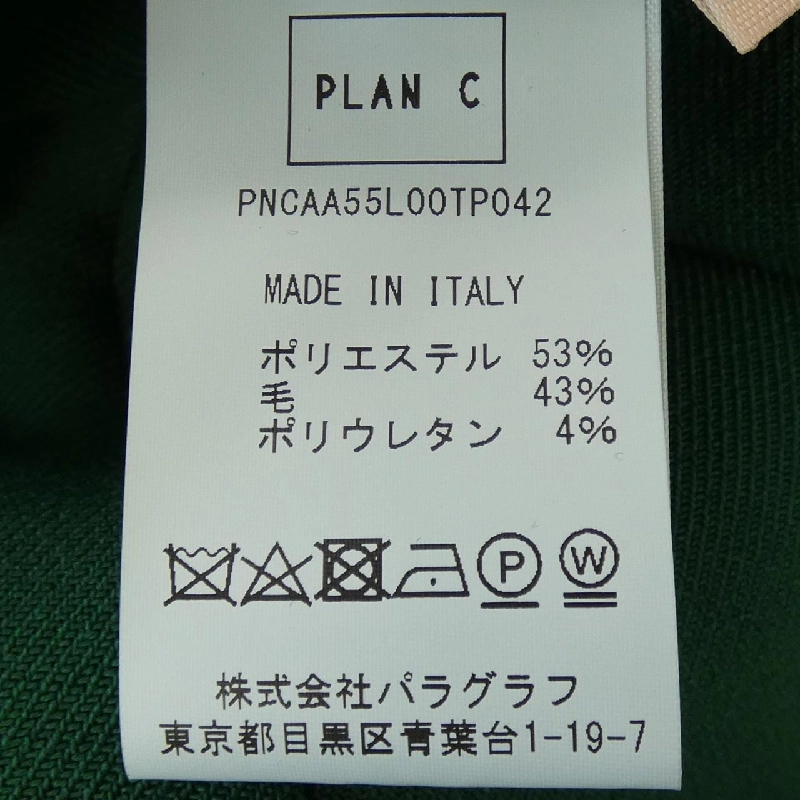 PLAN C
PNCAA55L00TP042
MADE IN ITALY
ポリエステル 53%
毛 43%
ポリウレタン 4%
P W
株式会社パラグラフ
東京都目黒区青葉台1-19-7